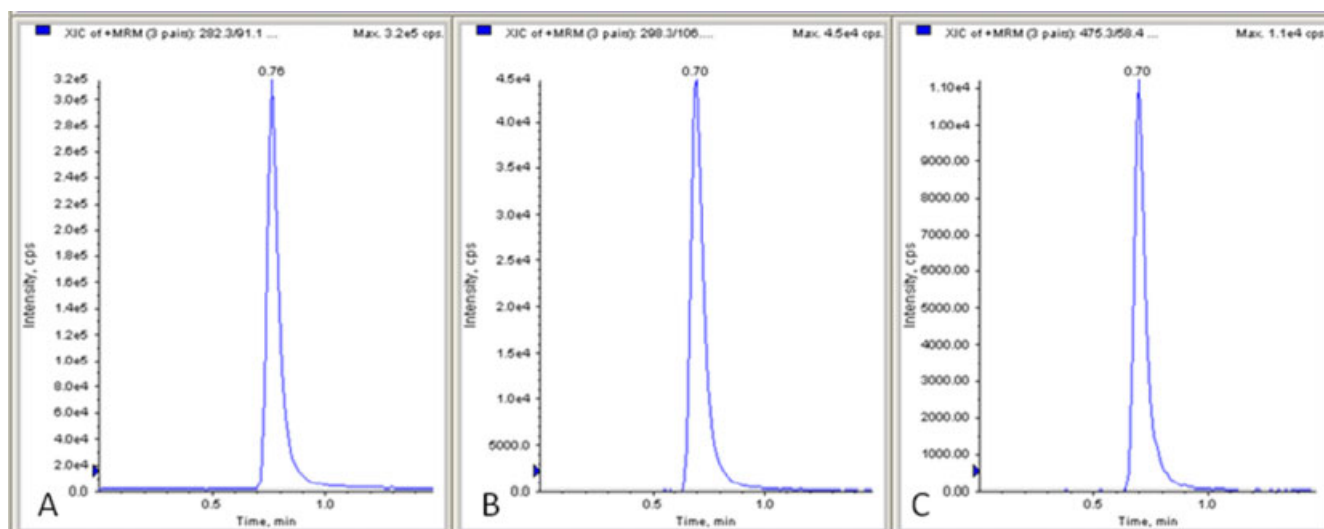 XIC of +MRM (3 pairs): 282.3/91.1 ... Max. 3.2e5 cps.
0.76
3.2e5
3.0e5
2.8e5
2.6e5
2.4e5
2.2e5
2.0e5
1.8e5
1.6e5
1.4e5
1.2e5
1.0e5
8.0e4
6.0e4
4.0e4
2.0e4
0.0
Intensity, cps
0.5 1.0
Time, min
A
XIC of +MRM (3 pairs): 298.3/106.... Max. 4.5e4 cps.
0.70
4.5e4
4.0e4
3.5e4
3.0e4
2.5e4
2.0e4
1.5e4
1.0e4
5000.0
0.0
Intensity, cps
0.5 1.0
Time, min
B
XIC of +MRM (3 pairs): 475.3/58.4 ... Max. 1.1e4 cps.
0.70
1.10e4
1.00e4
9000.00
8000.00
7000.00
6000.00
5000.00
4000.00
3000.00
2000.00
1000.00
0.00
Intensity, cps
0.5 1.0
Time, min
C